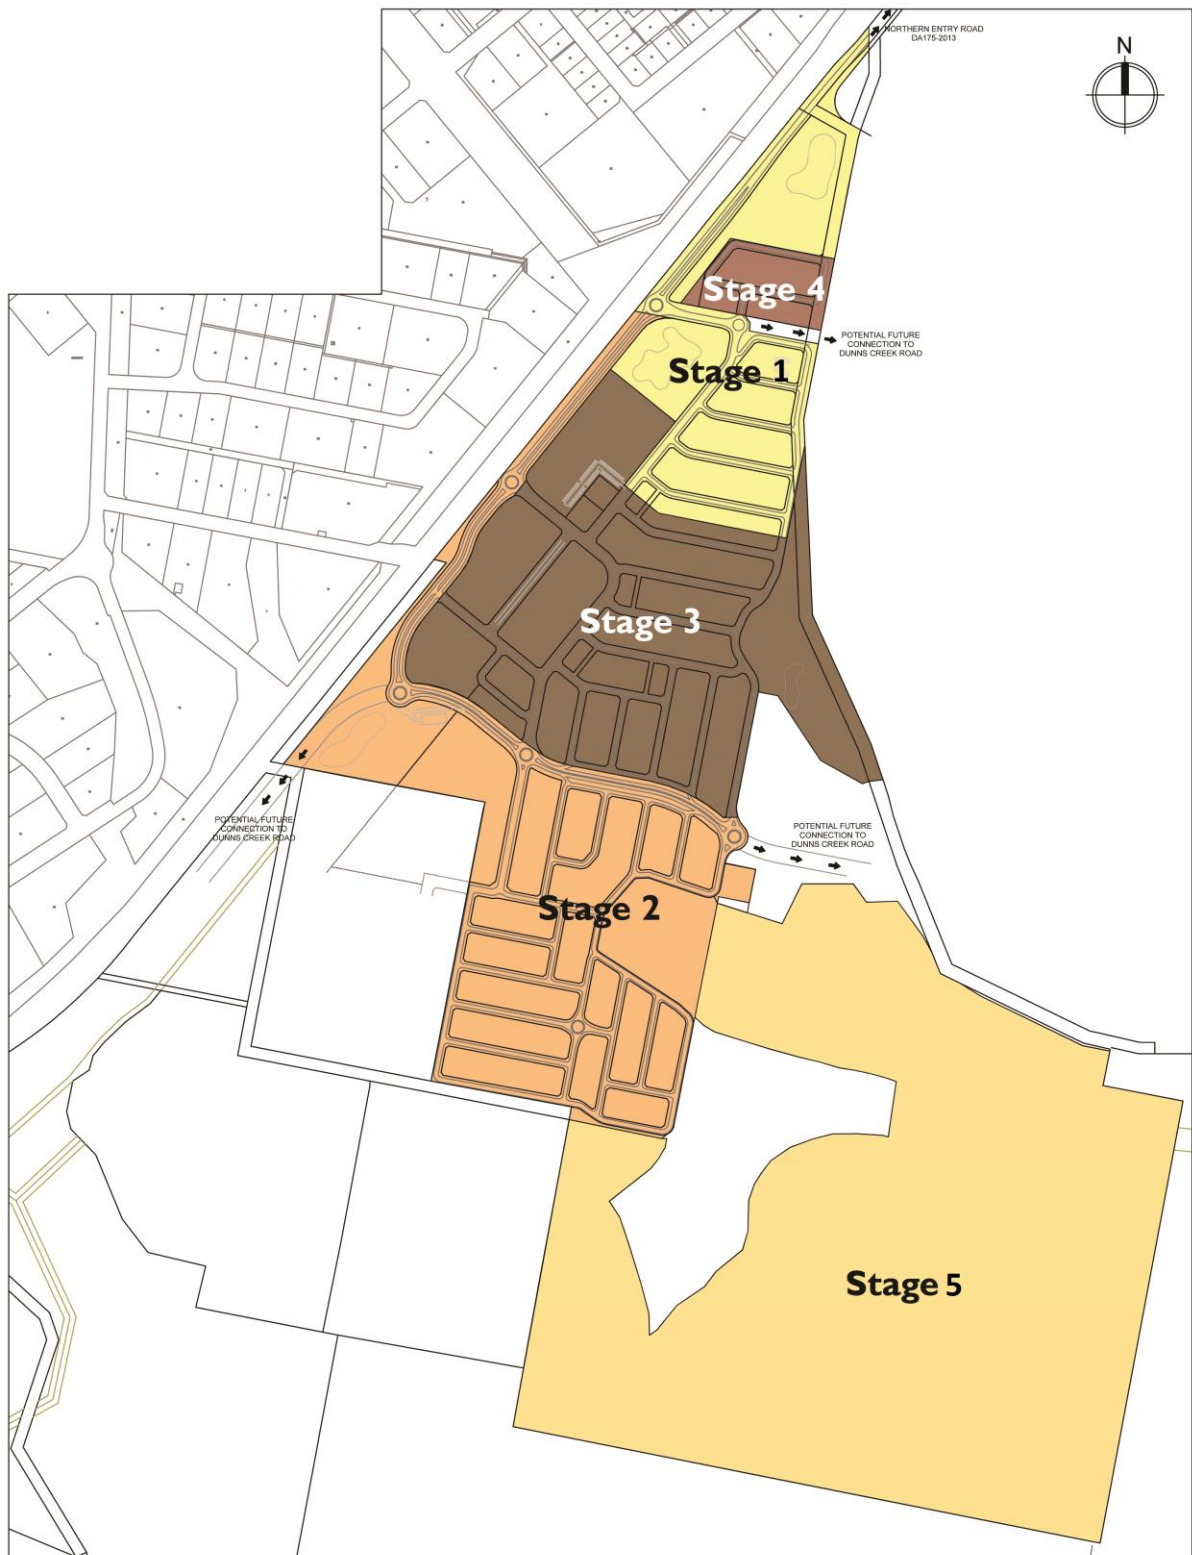 NORTHERN ENTRY ROAD
DA175-2013
N
Stage 4
POTENTIAL FUTURE
CONNECTION TO
DUNNS CREEK ROAD
Stage 1
Stage 3
POTENTIAL FUTURE
CONNECTION TO
DUNNS CREEK ROAD
POTENTIAL FUTURE
CONNECTION TO
DUNNS CREEK ROAD
Stage 2
Stage 5